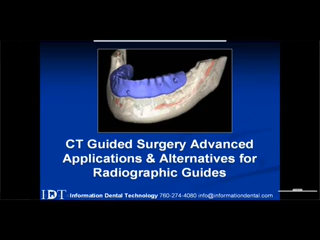 CT Guided Surgery Advanced
Applications & Alternatives for
Radiographic Guides
IDT Information Dental Technology 760-274-4080 info@informationdental.com